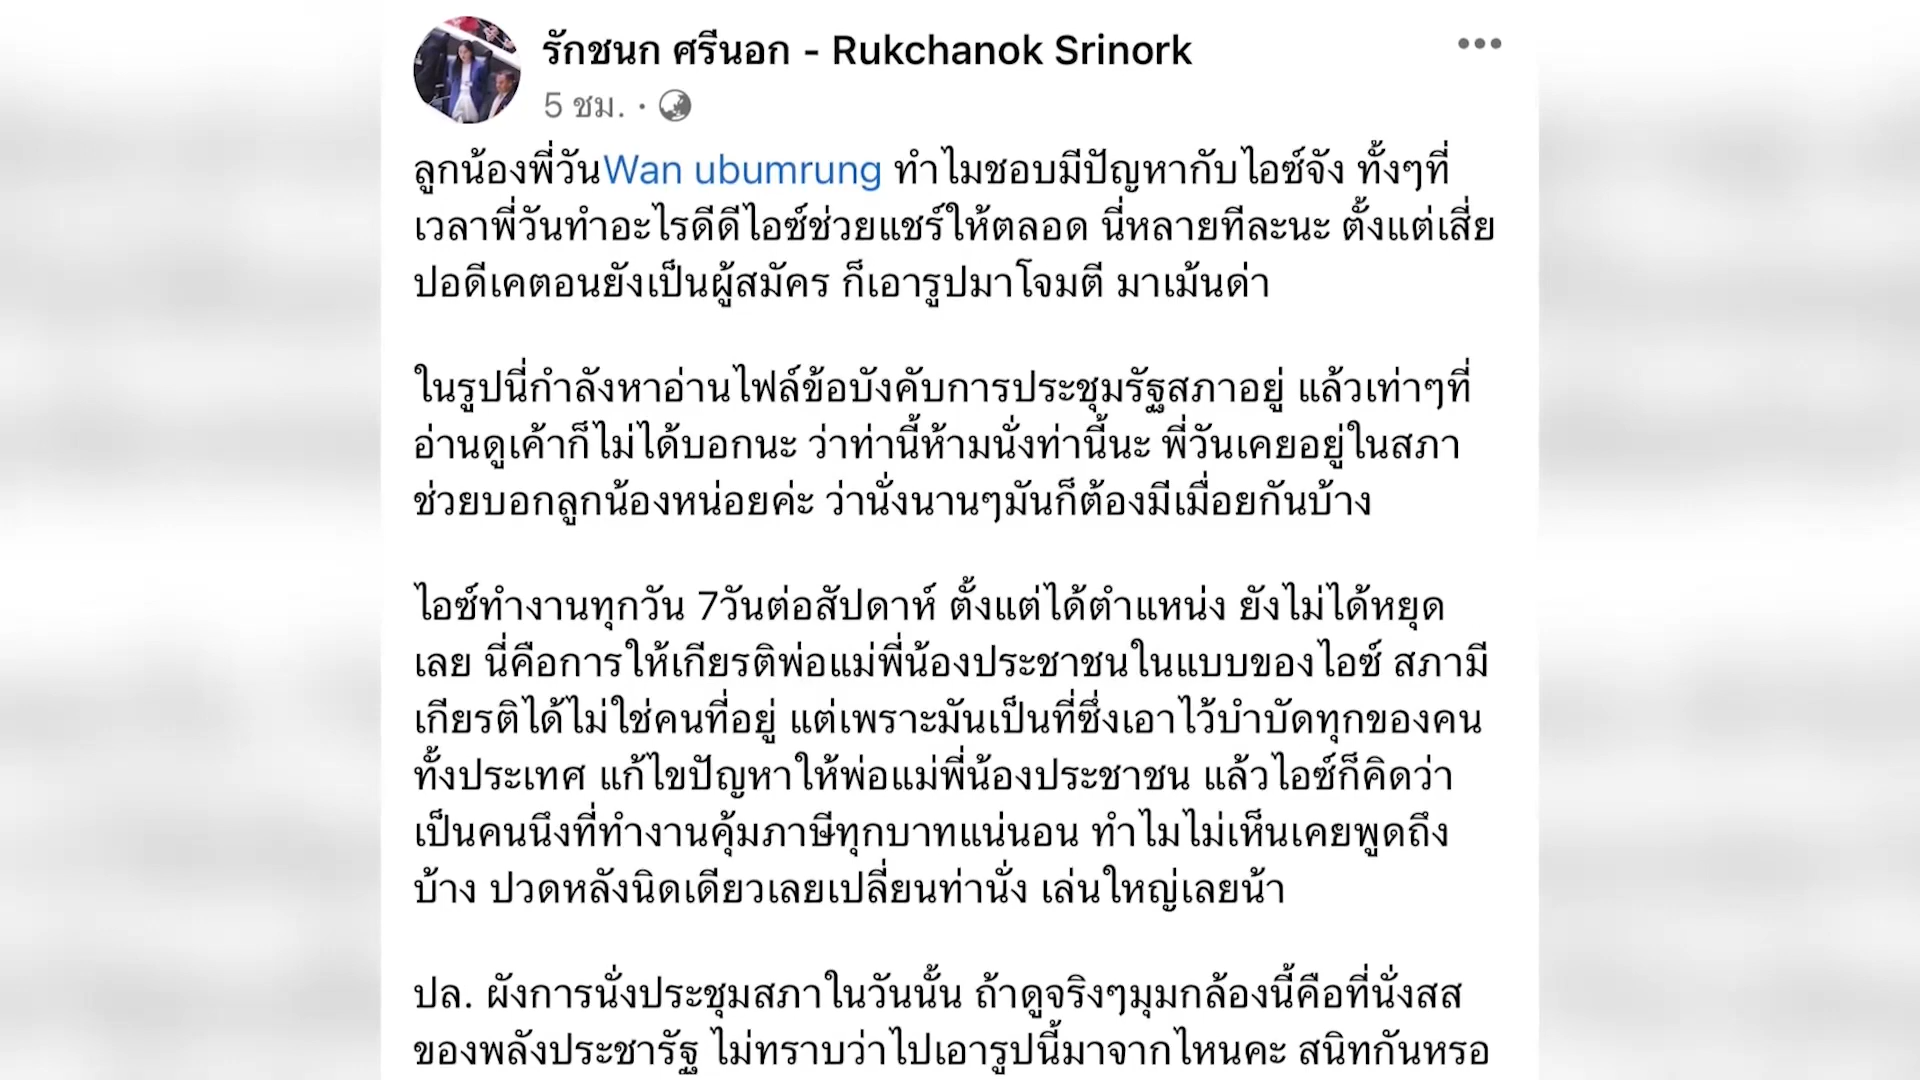 รักชนก ศรีนอก - Rukchanok Srinork
5 ชม. ·
ลูกน้องพี่วันWan ubumrung ทำไมชอบมีปัญหากับไอซ์จัง ทั้งๆที่
เวลาพี่วันทำอะไรดีดีไอซ์ช่วยแชร์ให้ตลอด นี่หลายทีละนะ ตั้งแต่เสี่ย
ปอดีเคตอนยังเป็นผู้สมัคร ก็เอารูปมาโจมตี มาเม้นด่า
ในรูปนี่กำลังหาอ่านไฟล์ข้อบังคับการประชุมรัฐสภาอยู่ แล้วเท่าๆที่
อ่านดูเค้าก็ไม่ได้บอกนะ ว่าท่านี้ห้ามนั่งท่านี้นะ พี่วันเคยอยู่ในสภา
ช่วยบอกลูกน้องหน่อยค่ะ ว่านั่งนานๆมันก็ต้องมีเมื่อยกันบ้าง
ไอซ์ทำงานทุกวัน 7วันต่อสัปดาห์ ตั้งแต่ได้ตำแหน่ง ยังไม่ได้หยุด
เลย นี่คือการให้เกียรติพ่อแม่พี่น้องประชาชนในแบบของไอซ์ สภามี
เกียรติได้ไม่ใช่คนที่อยู่ แต่เพราะมันเป็นที่ซึ่งเอาไว้บำบัดทุกของคน
ทั้งประเทศ แก้ไขปัญหาให้พ่อแม่พี่น้องประชาชน แล้วไอซ์ก็คิดว่า
เป็นคนนึงที่ทำงานคุ้มภาษีทุกบาทแน่นอน ทำไมไม่เห็นเคยพูดถึง
บ้าง ปวดหลังนิดเดียวเลยเปลี่ยนท่านั่ง เล่นใหญ่เลยน้า
ปล. ผังการนั่งประชุมสภาในวันนั้น ถ้าดูจริงๆมุมกล้องนี้คือที่นั่งสส
ของพลังประชารัฐ ไม่ทราบว่าไปเอารูปนี้มาจากไหนคะ สนิทกันหรอ